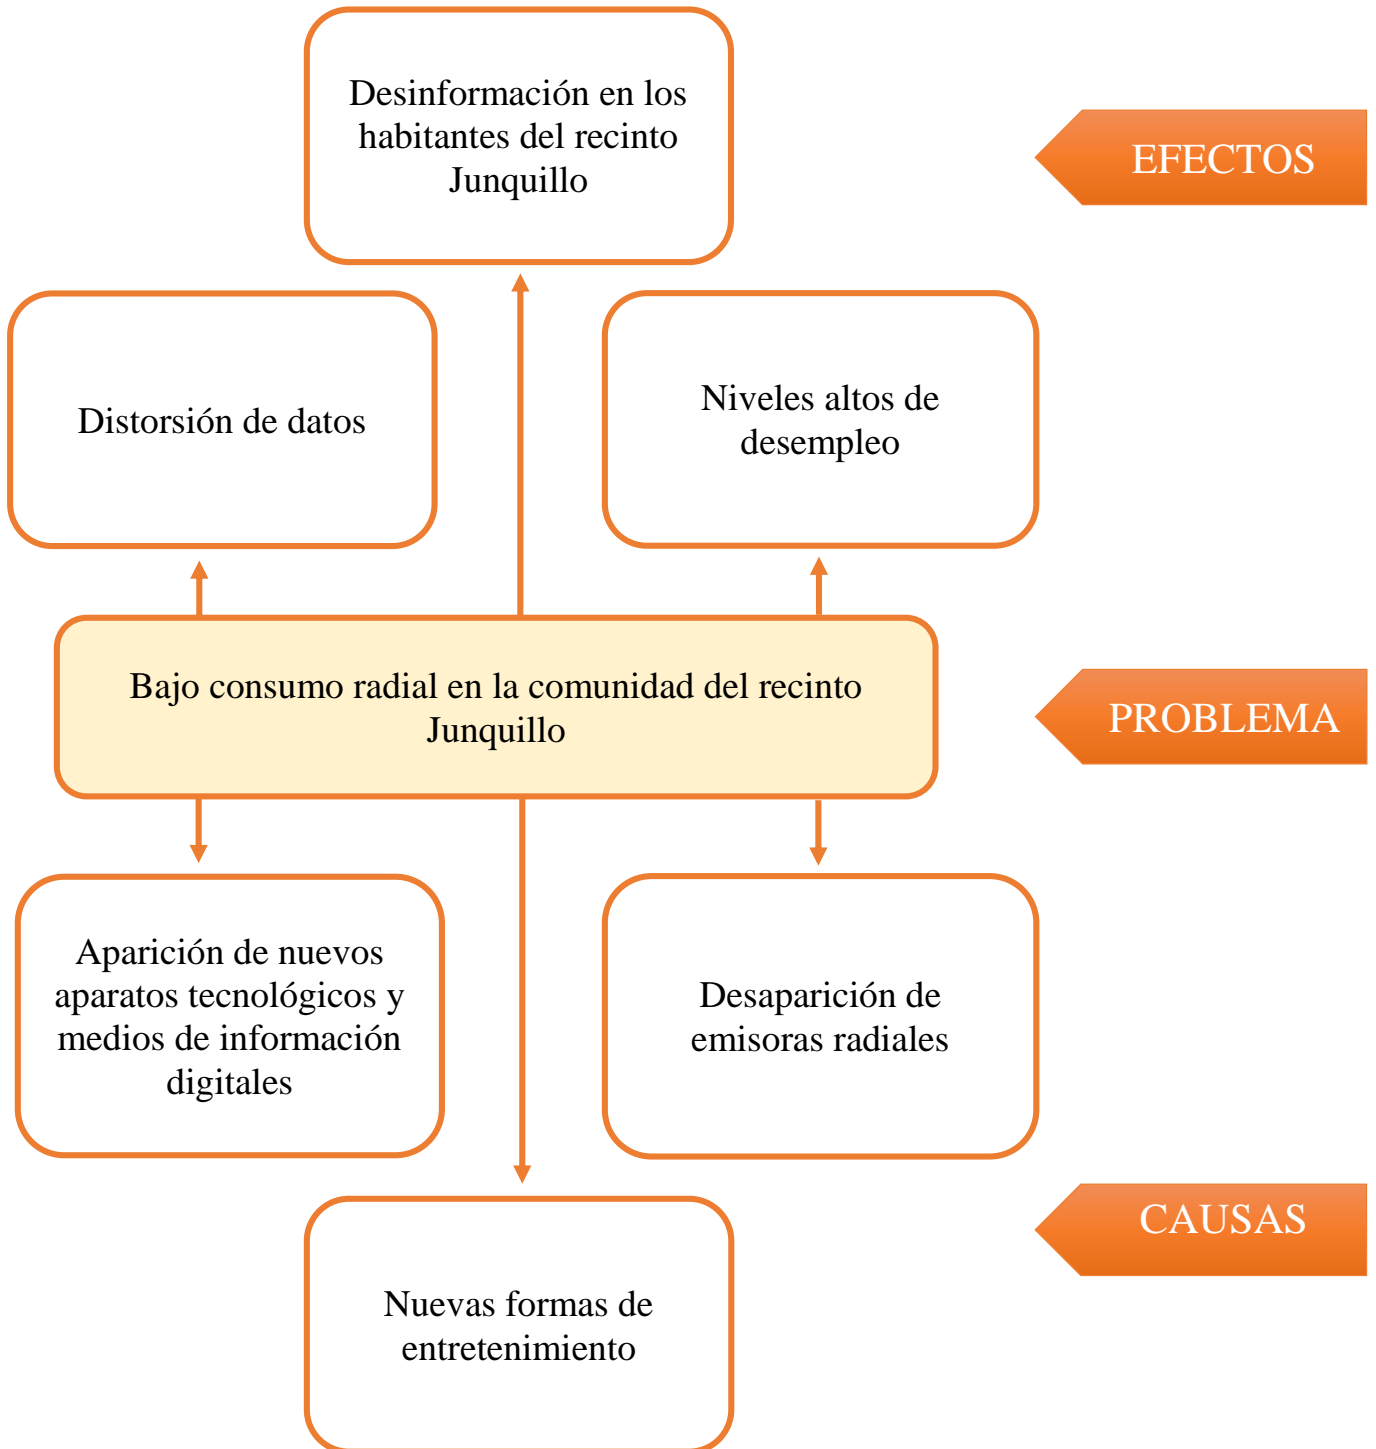 Desinformación en los
habitantes del recinto
Junquillo
EFECTOS
Distorsión de datos
Niveles altos de
desempleo
Bajo consumo radial en la comunidad del recinto
Junquillo
PROBLEMA
Aparición de nuevos
aparatos tecnológicos y
medios de información
digitales
Desaparición de
emisoras radiales
CAUSAS
Nuevas formas de
entretenimiento